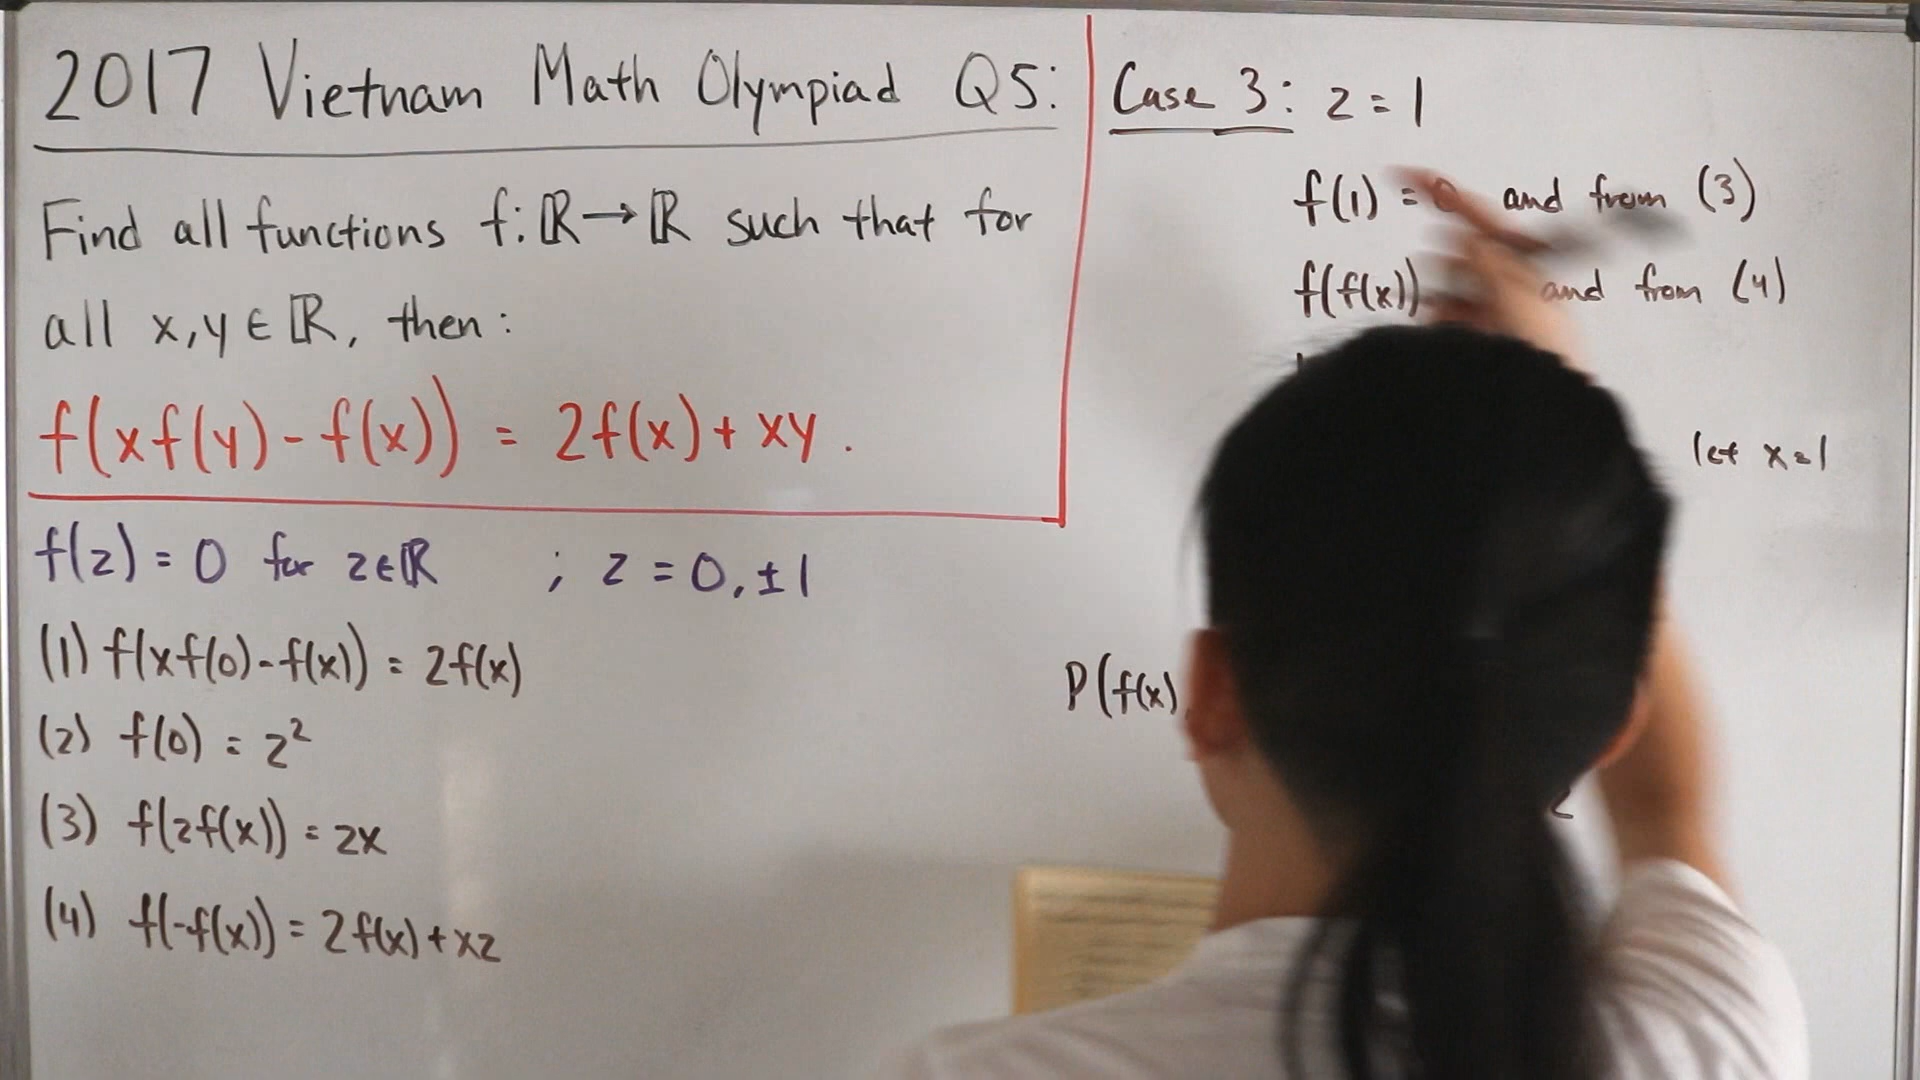 2017 Vietnam Math Olympiad Q5:
Find all functions f: ℝ→ℝ such that for
all x,y ∈ ℝ, then:
f(xf(y)-f(x)) = 2f(x)+xy.
f(z) = 0 for z∈ℝ ; z = 0, ±1
(1) f(xf(0)-f(x)) = 2f(x)
(2) f(0) = z²
(3) f(zf(x)) = zx
(4) f(-f(x)) = 2f(x)+xz
Case 3: z = 1
f(1) = 0 and from (3)
f(f(x)) and from (4)
let x=1
P(f(x),